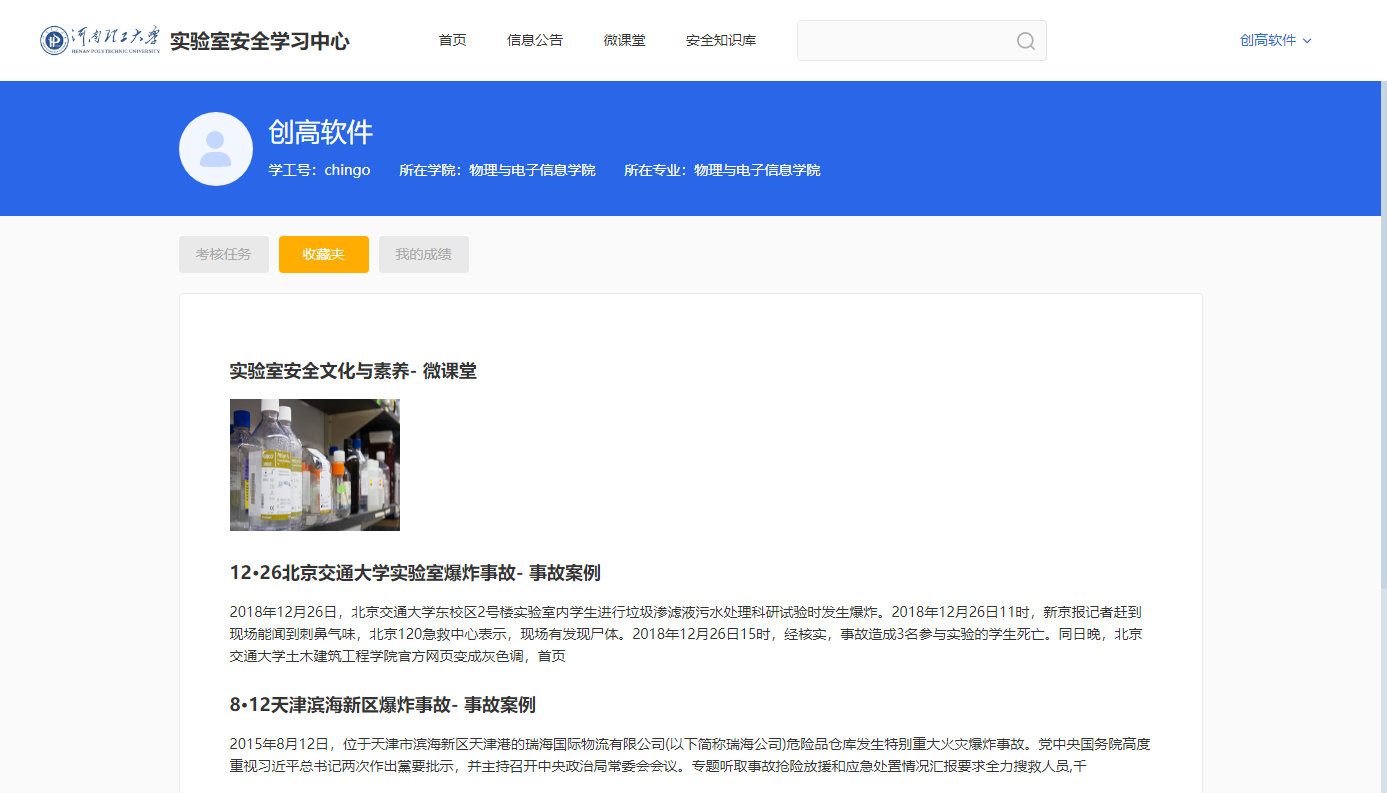 河南理工大学
HENAN POLYTECHNIC UNIVERSITY
实验室安全学习中心
首页 信息公告 微课堂 安全知识库
创高软件
创高软件
学工号：chingo 所在学院：物理与电子信息学院 所在专业：物理与电子信息学院
考核任务 收藏夹 我的成绩
实验室安全文化与素养- 微课堂
12•26北京交通大学实验室爆炸事故- 事故案例
2018年12月26日，北京交通大学东校区2号楼实验室内学生进行垃圾渗滤液污水处理科研试验时发生爆炸。2018年12月26日11时，新京报记者赶到
现场能闻到刺鼻气味，北京120急救中心表示，现场有发现尸体。2018年12月26日15时，经核实，事故造成3名参与实验的学生死亡。同日晚，北京
交通大学土木建筑工程学院官方网页变成灰色调，首页
8•12天津滨海新区爆炸事故- 事故案例
2015年8月12日，位于天津市滨海新区天津港的瑞海国际物流有限公司(以下简称瑞海公司)危险品仓库发生特别重大火灾爆炸事故。党中央国务院高度
重视习近平总书记两次作出黨要批示，并主持召开中央政治局常委会会议。专题听取事故抢险放援和应急处置情况汇报要求全力搜救人员,千